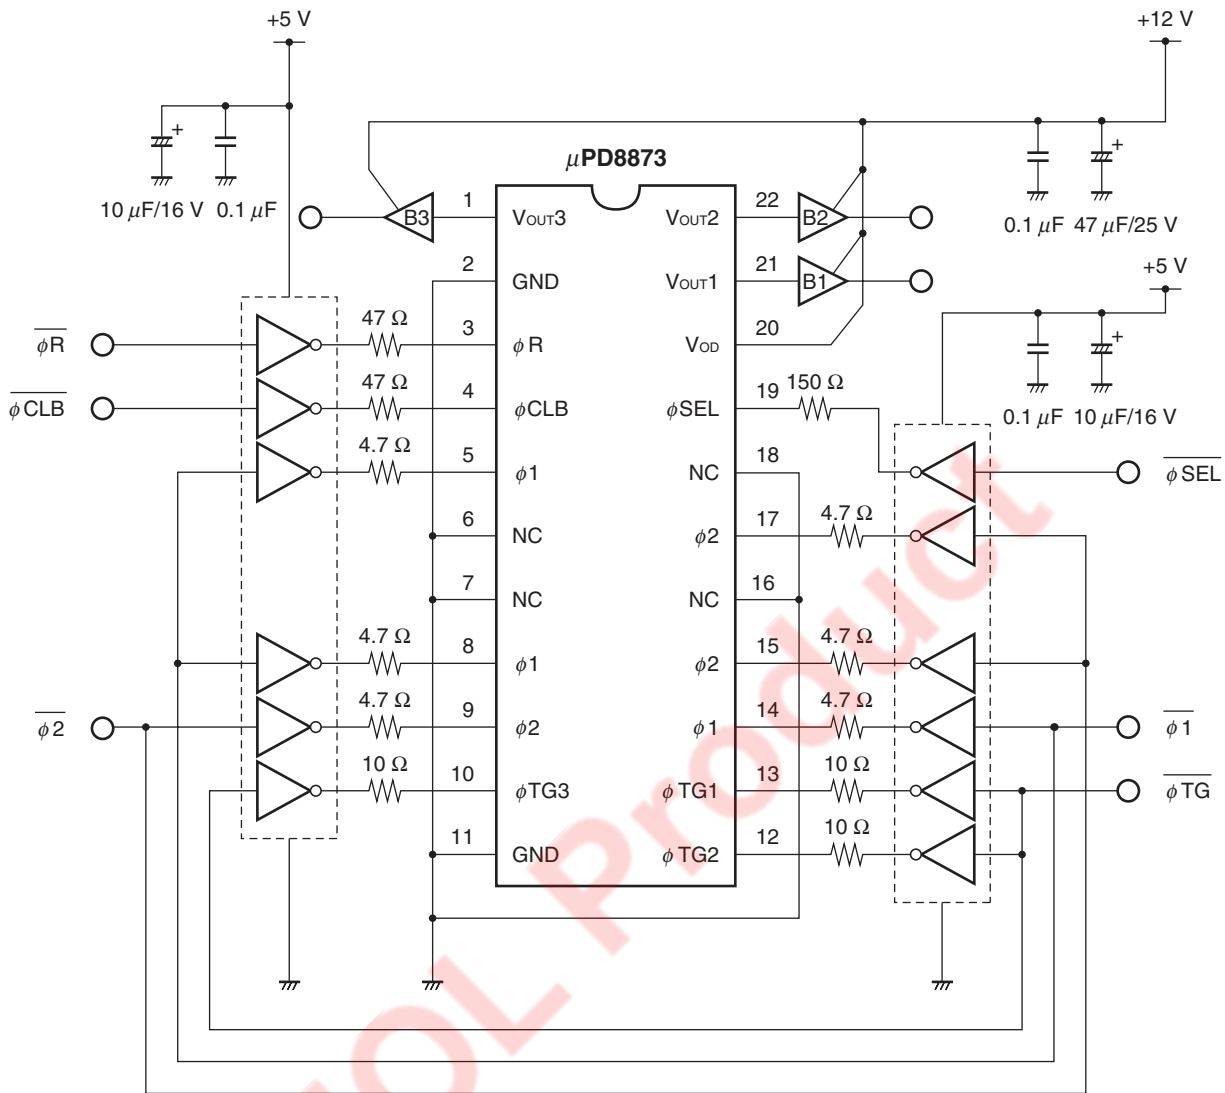 +5 V
+12 V
10 μF/16 V
0.1 μF
μPD8873
0.1 μF
47 μF/25 V
B3
1
VOUT3
VOUT2
22
B2
2
GND
VOUT1
21
B1
+5 V
φR
47 Ω
3
φR
VOD
20
φCLB
47 Ω
4
φCLB
φSEL
19
150 Ω
0.1 μF
10 μF/16 V
4.7 Ω
5
φ1
NC
18
φSEL
6
NC
φ2
17
4.7 Ω
7
NC
NC
16
4.7 Ω
8
φ1
φ2
15
4.7 Ω
φ2
4.7 Ω
9
φ2
φ1
14
4.7 Ω
φ1
10 Ω
10
φTG3
φTG1
13
10 Ω
φTG
11
GND
φTG2
12
10 Ω
OL Product